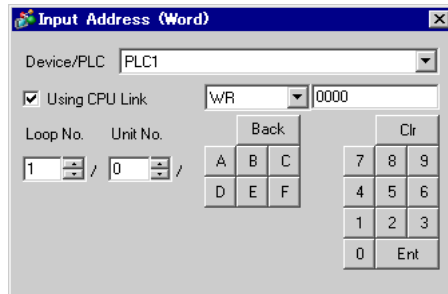 Input Address (Word)
Device/PLC PLC1
Using CPU Link WR 0000
Loop No. Unit No. Back Clr
1 / 0 / A B C 7 8 9
D E F 4 5 6
1 2 3
0 Ent